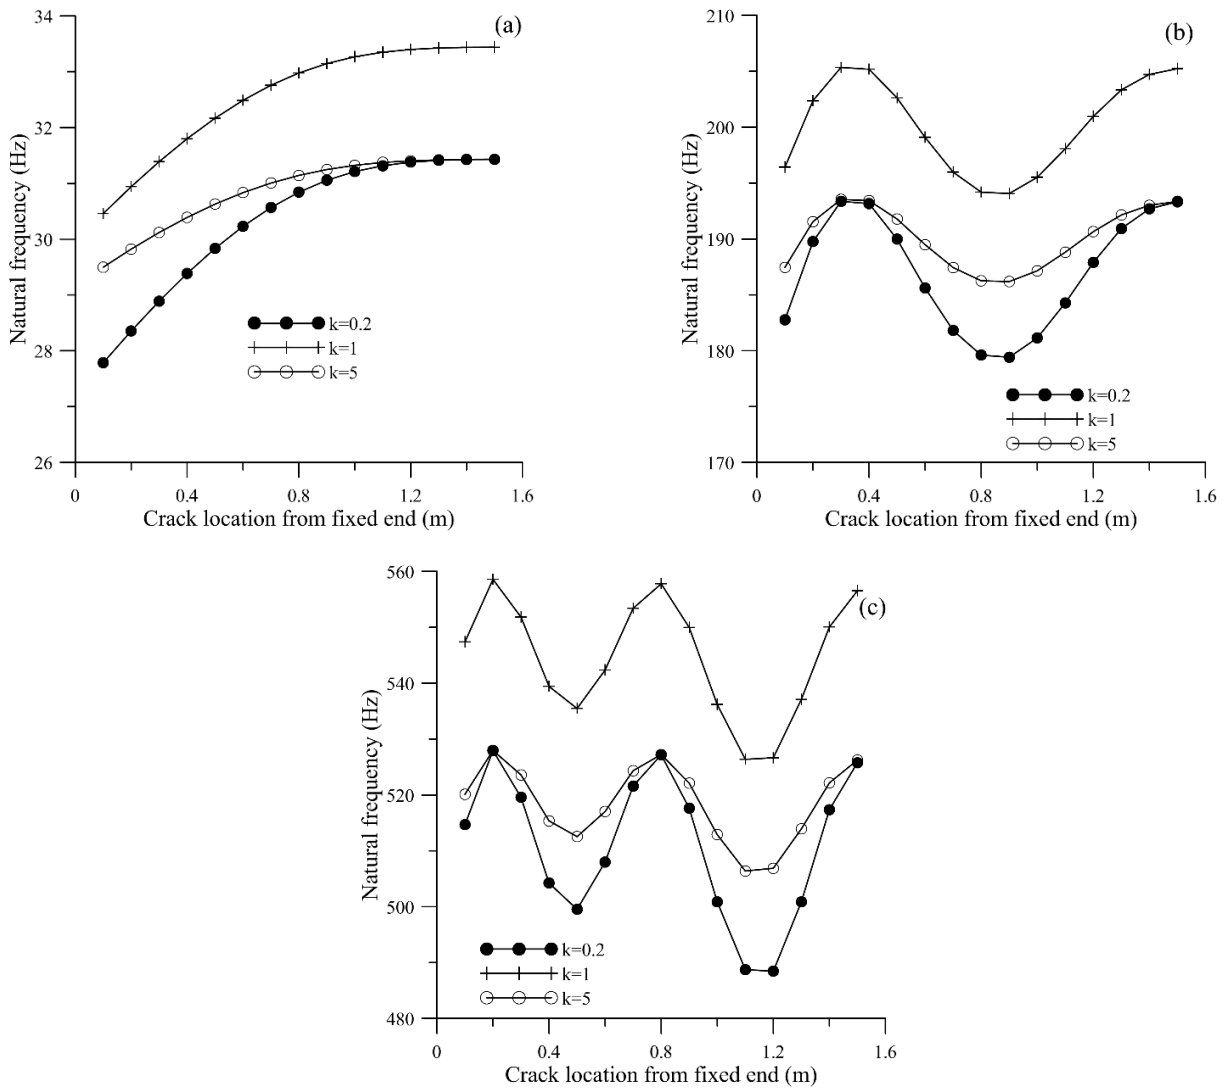 (a)
Natural frequency (Hz)
34
32
30
28
26
k=0.2
k=1
k=5
0 0.4 0.8 1.2 1.6
Crack location from fixed end (m)
(b)
Natural frequency (Hz)
210
200
190
180
170
k=0.2
k=1
k=5
0 0.4 0.8 1.2 1.6
Crack location from fixed end (m)
(c)
Natural frequency (Hz)
560
540
520
500
480
k=0.2
k=1
k=5
0 0.4 0.8 1.2 1.6
Crack location from fixed end (m)